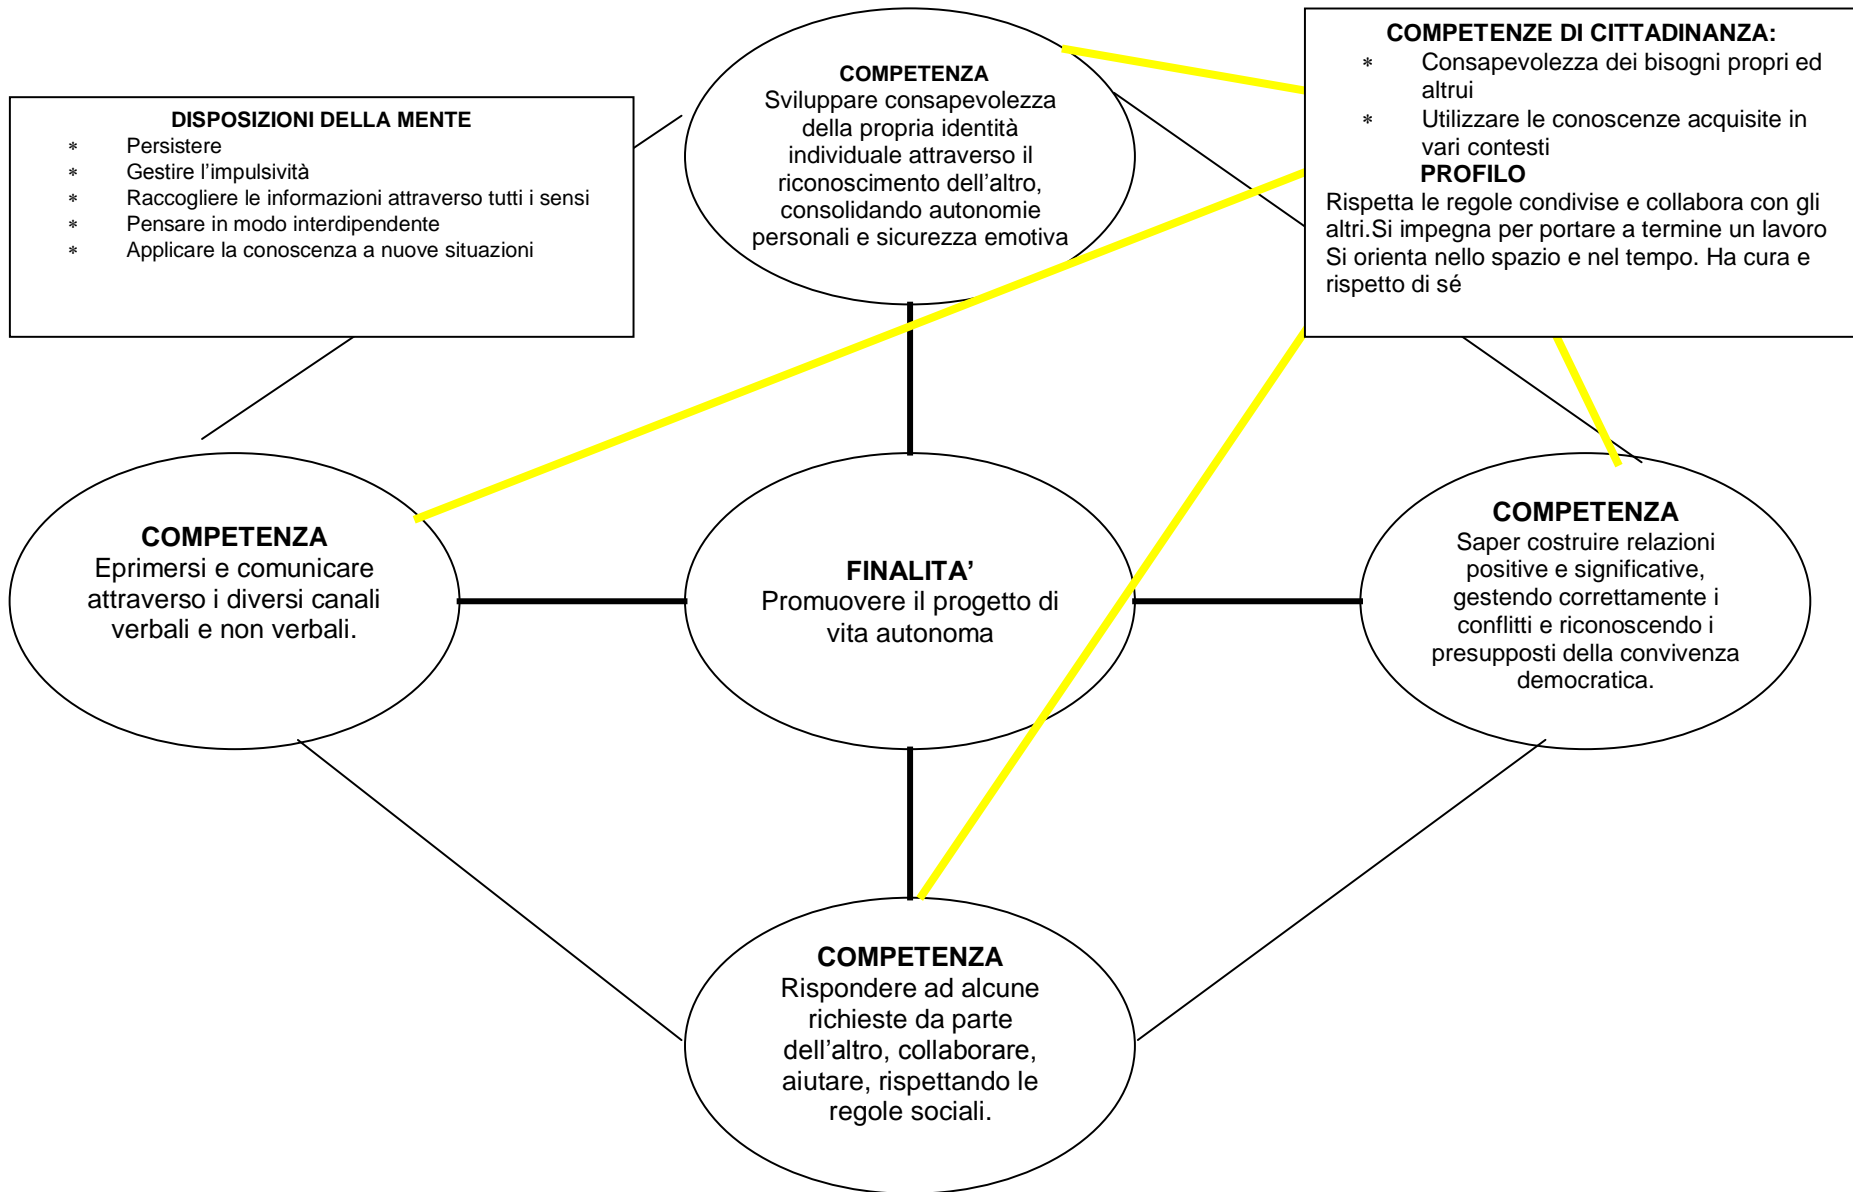 DISPOSIZIONI DELLA MENTE
* Persistere
* Gestire l’impulsività
* Raccogliere le informazioni attraverso tutti i sensi
* Pensare in modo interdipendente
* Applicare la conoscenza a nuove situazioni
COMPETENZA
Sviluppare consapevolezza
della propria identità
individuale attraverso il
riconoscimento dell’altro,
consolidando autonomie
personali e sicurezza emotiva
COMPETENZE DI CITTADINANZA:
* Consapevolezza dei bisogni propri ed
altrui
* Utilizzare le conoscenze acquisite in
vari contesti
PROFILO
Rispetta le regole condivise e collabora con gli
altri.Si impegna per portare a termine un lavoro
Si orienta nello spazio e nel tempo. Ha cura e
rispetto di sé
COMPETENZA
Eprimersi e comunicare
attraverso i diversi canali
verbali e non verbali.
FINALITA’
Promuovere il progetto di
vita autonoma
COMPETENZA
Saper costruire relazioni
positive e significative,
gestendo correttamente i
conflitti e riconoscendo i
presupposti della convivenza
democratica.
COMPETENZA
Rispondere ad alcune
richieste da parte
dell’altro, collaborare,
aiutare, rispettando le
regole sociali.